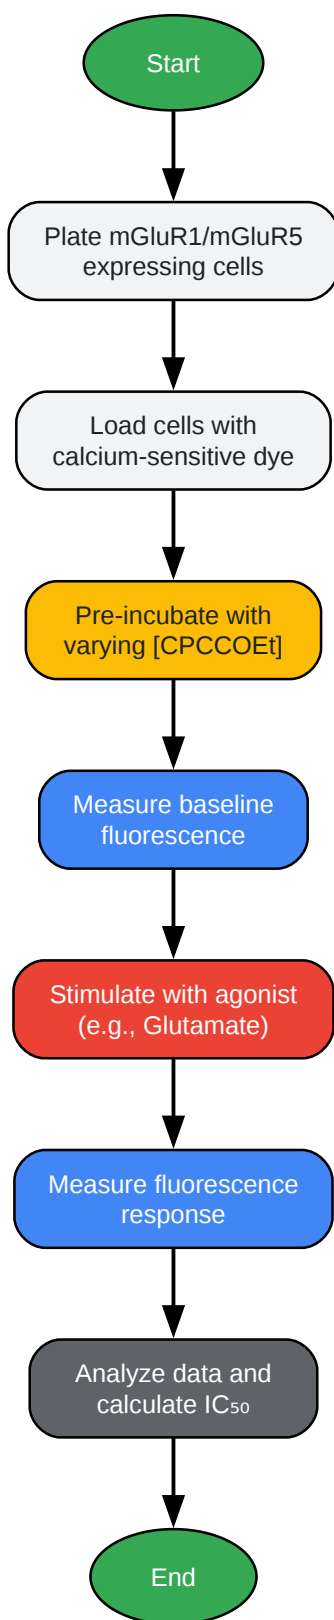 Start
Plate mGluR1/mGluR5
expressing cells
Load cells with
calcium-sensitive dye
Pre-incubate with
varying [CPCCOEt]
Measure baseline
fluorescence
Stimulate with agonist
(e.g., Glutamate)
Measure fluorescence
response
Analyze data and
calculate IC₅₀
End